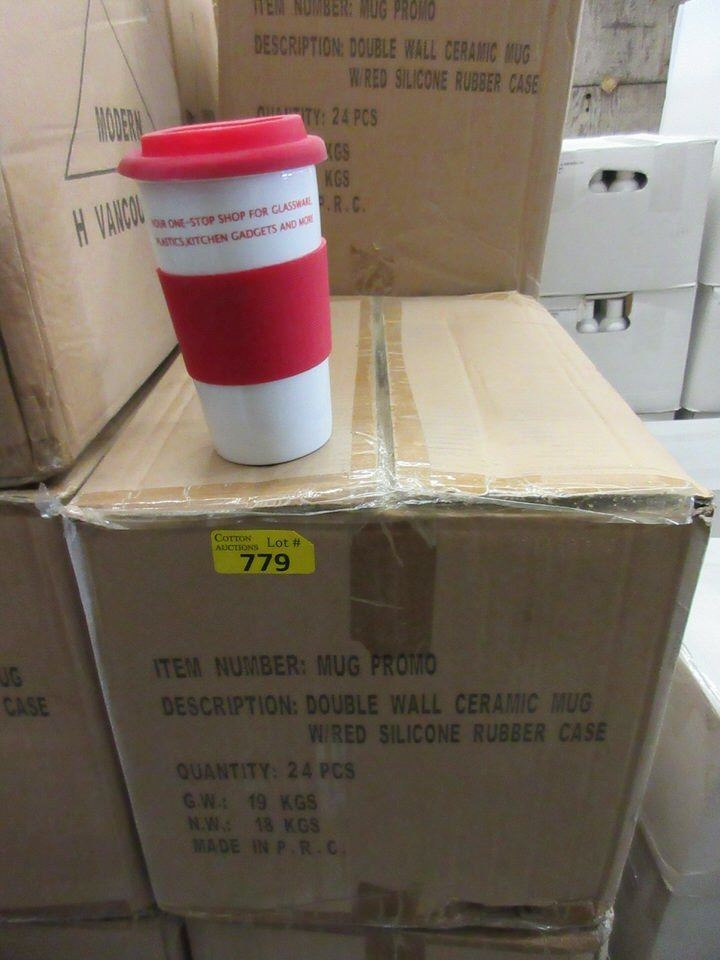 ITEM NUMBER: MUG PROMO
DESCRIPTION: DOUBLE WALL CERAMIC MUG
W/RED SILICONE RUBBER CASE
QUANTITY: 24 PCS
KGS
KGS
P.R.C.
MODERN
H VANCOU
YOUR ONE-STOP SHOP FOR GLASSWARE,
PLASTICS,KITCHEN GADGETS AND MORE
COTTON
AUCTIONS Lot #
779
UG
CASE
ITEM NUMBER: MUG PROMO
DESCRIPTION: DOUBLE WALL CERAMIC MUG
W/RED SILICONE RUBBER CASE
QUANTITY: 24 PCS
G.W.: 19 KGS
N.W.: 18 KGS
MADE IN P.R.C.